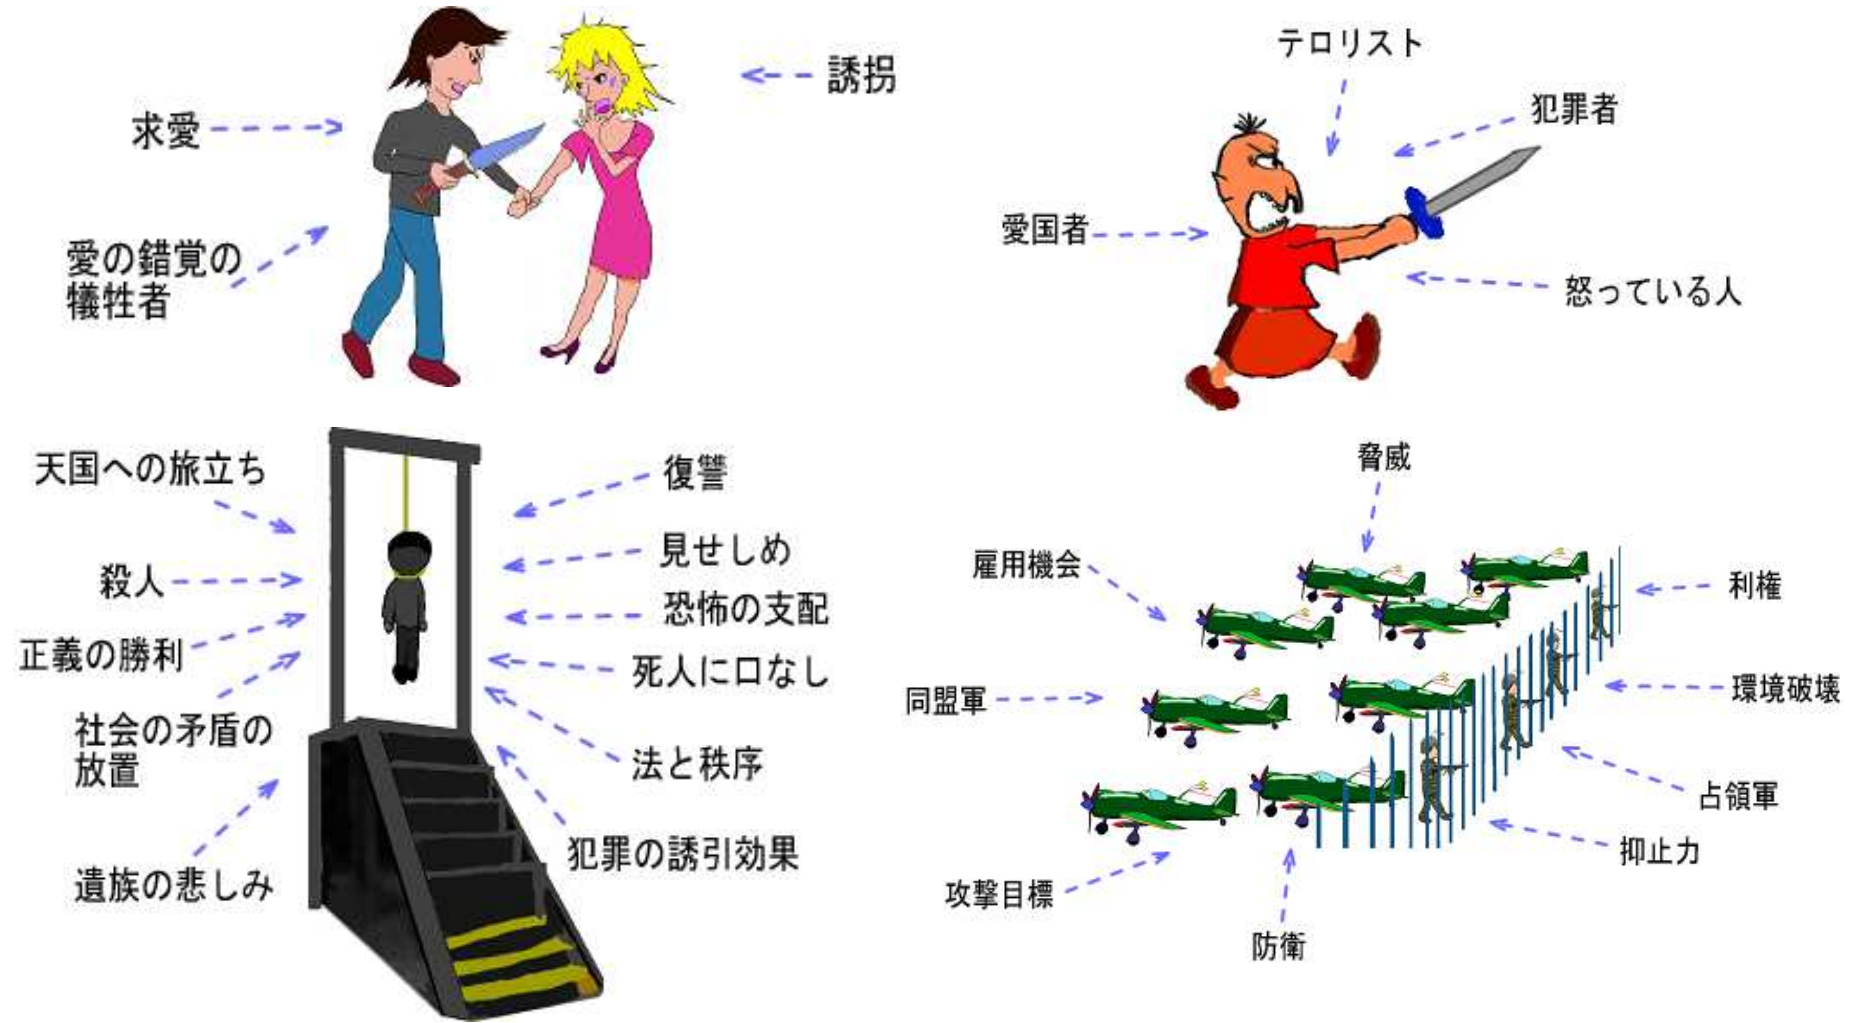 求愛
愛の錯覚の
犠牲者
誘拐
テロリスト
犯罪者
愛国者
怒っている人
天国への旅立ち
殺人
正義の勝利
社会の矛盾の
放置
遺族の悲しみ
復讐
見せしめ
恐怖の支配
死人に口なし
法と秩序
犯罪の誘引効果
脅威
雇用機会
同盟軍
攻撃目標
防衛
利権
環境破壊
占領軍
抑止力